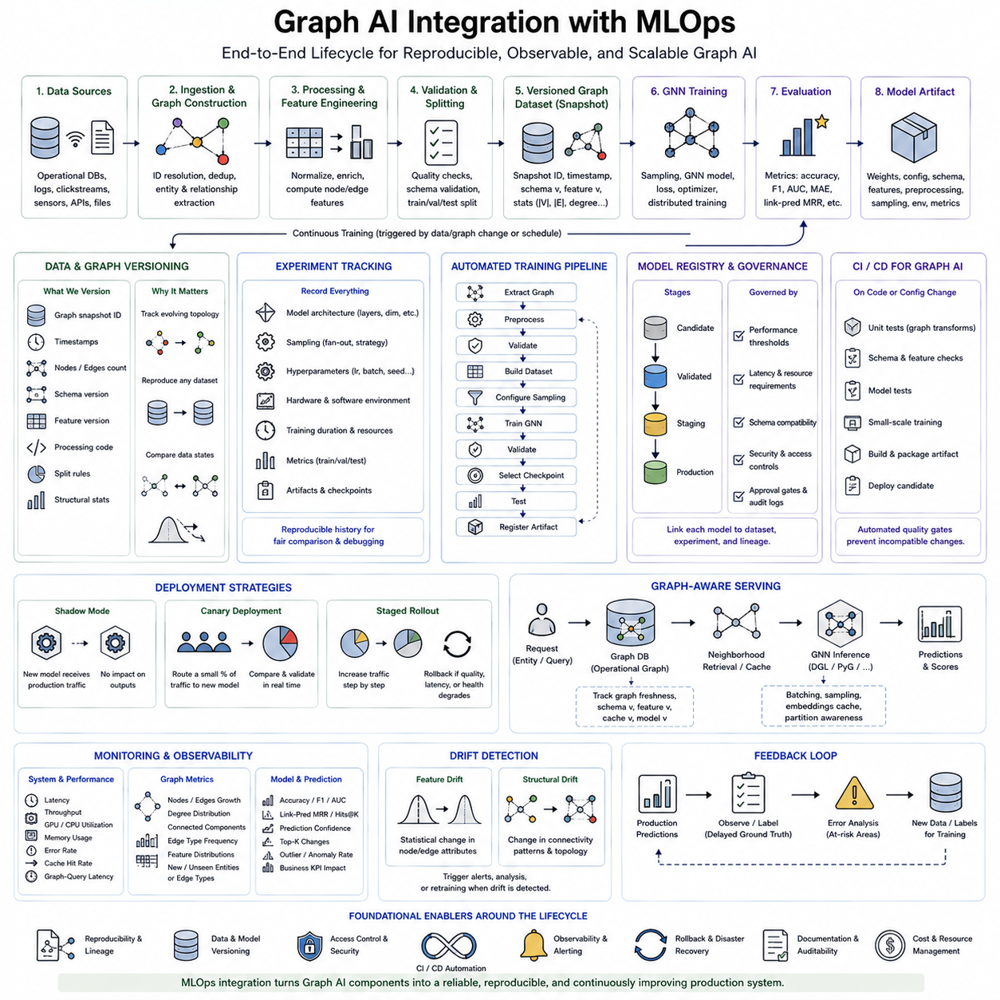 Graph AI Integration with MLOps
End-to-End Lifecycle for Reproducible, Observable, and Scalable Graph AI
1. Data Sources
Operational DBs,
logs, clickstreams,
sensors, APIs, files
2. Ingestion &
Graph Construction
ID resolution, dedup,
entity & relationship
extraction
3. Processing &
Feature Engineering
Normalize, enrich,
compute node/edge
features
4. Validation &
Splitting
Quality checks,
schema validation,
train/val/test split
5. Versioned Graph
Dataset (Snapshot)
Snapshot ID, timestamp,
schema v, feature v,
stats (|V|, |E|, degree...)
6. GNN Training
Sampling, GNN model,
loss, optimizer,
distributed training
7. Evaluation
Metrics: accuracy,
F1, AUC, MAE,
link-pred MRR, etc.
8. Model Artifact
Weights, config, schema,
features, preprocessing,
sampling, env, metrics
Continuous Training (triggered by data/graph change or schedule)
DATA & GRAPH VERSIONING
What We Version
Graph snapshot ID
Timestamps
Nodes / Edges count
Schema version
Feature version
Processing code
Split rules
Structural stats
Why It Matters
Track evolving topology
Reproduce any dataset
Compare data states
EXPERIMENT TRACKING
Record Everything
Model architecture (layers, dim, etc.)
Sampling (fan-out, strategy)
Hyperparameters (lr, batch, seed...)
Hardware & software environment
Training duration & resources
Metrics (train/val/test)
Artifacts & checkpoints
Reproducible history for
fair comparison & debugging
AUTOMATED TRAINING PIPELINE
Extract Graph
Preprocess
Validate
Build Dataset
Configure Sampling
Train GNN
Validate
Select Checkpoint
Test
Register Artifact
MODEL REGISTRY & GOVERNANCE
Stages
Candidate
Validated
Staging
Production
Governed by
Performance
thresholds
Latency & resource
requirements
Schema compatibility
Security & access
controls
Approval gates &
audit logs
Link each model to dataset,
experiment, and lineage.
CI / CD FOR GRAPH AI
On Code or Config Change
Unit tests (graph transforms)
Schema & feature checks
Model tests
Small-scale training
Build & package artifact
Deploy candidate
Automated quality gates
prevent incompatible changes.
DEPLOYMENT STRATEGIES
Shadow Mode
New model receives
production traffic
No impact on
outputs
Canary Deployment
Route a small % of
traffic to new model
Compare & validate
in real time
Staged Rollout
Increase traffic
step by step
Rollback if quality,
latency, or health
degrades
GRAPH-AWARE SERVING
Request
(Entity / Query)
Graph DB
(Operational Graph)
Neighborhood
Retrieval / Cache
GNN Inference
(DGL / PyG / ...)
Predictions
& Scores
Track graph freshness,
schema v, feature v,
cache v, model v
Batching, sampling,
embeddings cache,
partition awareness
MONITORING & OBSERVABILITY
System & Performance
Latency
Throughput
GPU / CPU Utilization
Memory Usage
Error Rate
Cache Hit Rate
Graph-Query Latency
Graph Metrics
Nodes / Edges Growth
Degree Distribution
Connected Components
Edge Type Frequency
Feature Distributions
New / Unseen Entities
or Edge Types
Model & Prediction
Accuracy / F1 / AUC
Link-Pred MRR / Hits@K
Prediction Confidence
Top-K Changes
Outlier / Anomaly Rate
Business KPI Impact
DRIFT DETECTION
Feature Drift
Statistical change in
node/edge attributes
Structural Drift
Change in connectivity
patterns & topology
Trigger alerts, analysis,
or retraining when drift is detected.
FEEDBACK LOOP
Production
Predictions
Observe / Label
(Delayed Ground Truth)
Error Analysis
(At-risk Areas)
New Data / Labels
for Training
FOUNDATIONAL ENABLERS AROUND THE LIFECYCLE
Reproducibility &
Lineage
Data & Model
Versioning
Access Control &
Security
CI / CD Automation
Observability &
Alerting
Rollback & Disaster
Recovery
Documentation &
Auditability
Cost & Resource
Management
MLOps integration turns Graph AI components into a reliable, reproducible, and continuously improving production system.